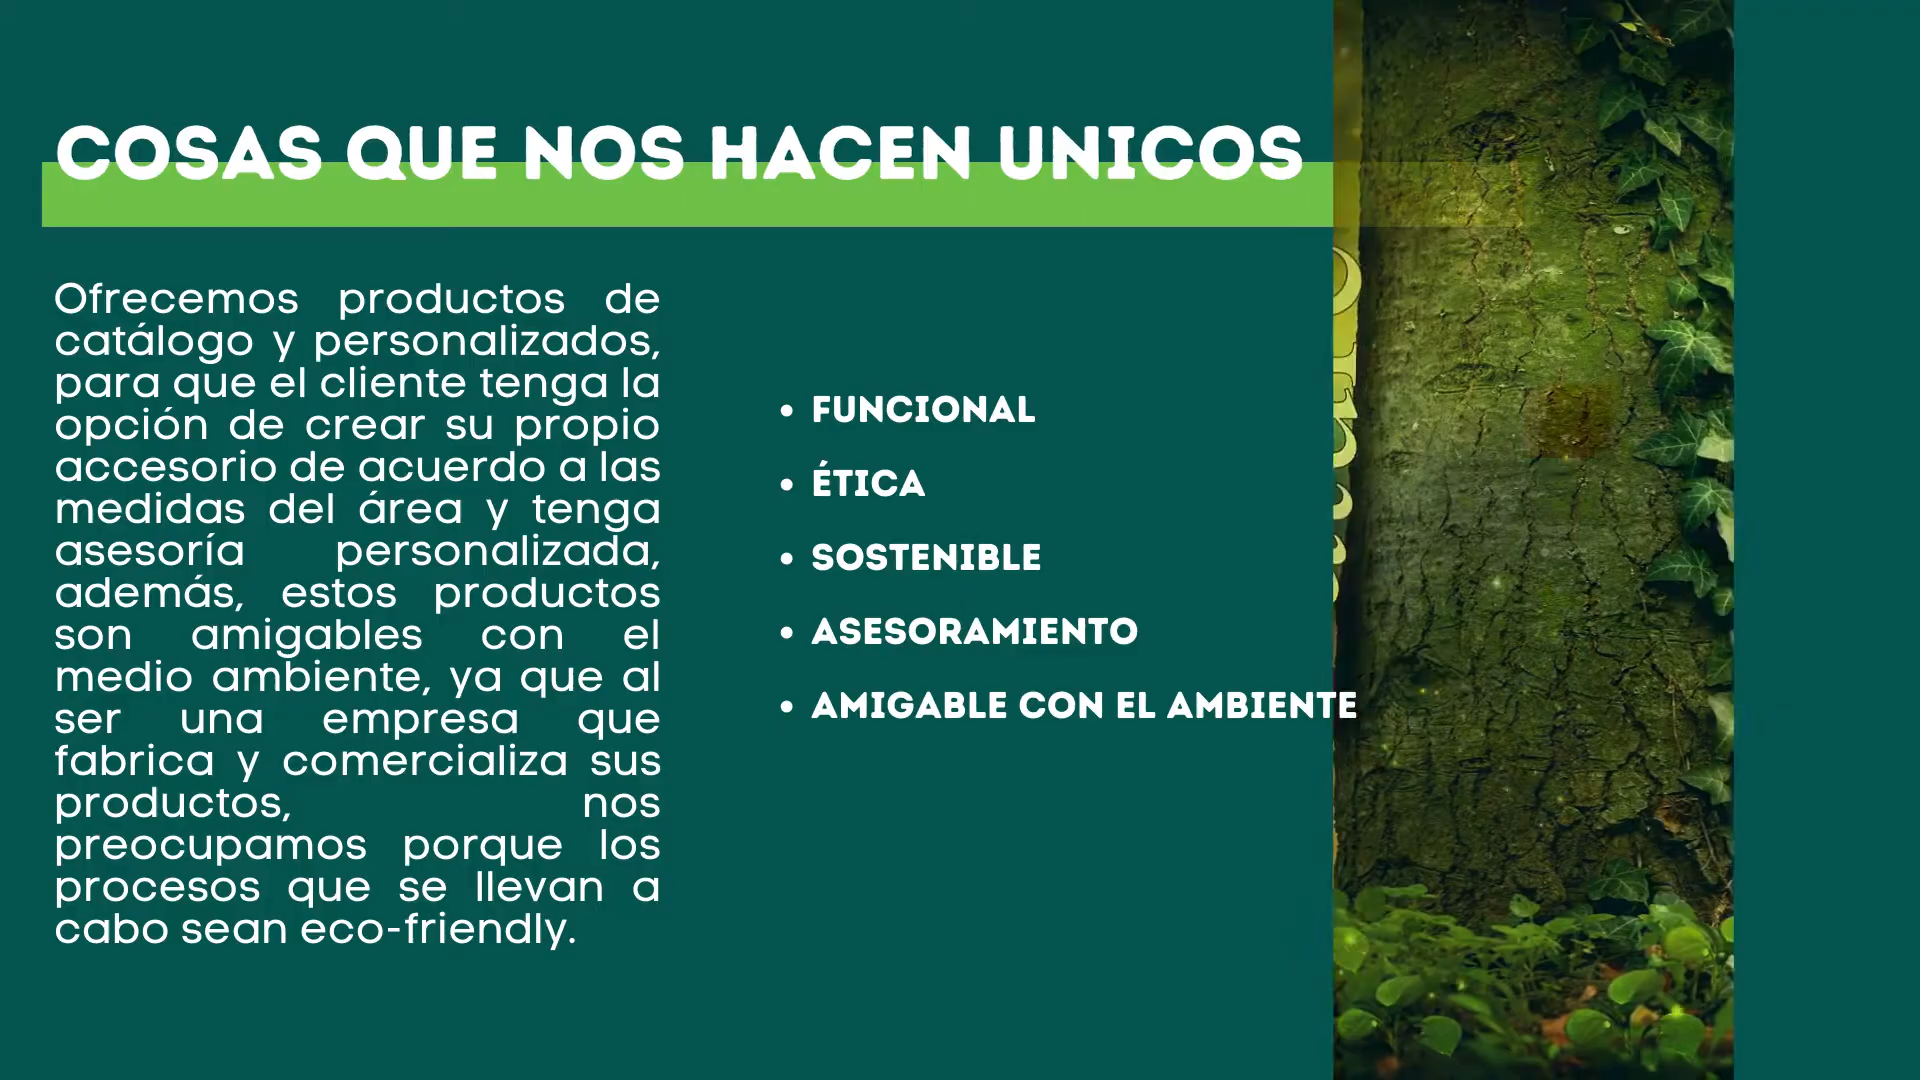 COSAS QUE NOS HACEN UNICOS
Ofrecemos productos de
catálogo y personalizados,
para que el cliente tenga la
opción de crear su propio
accesorio de acuerdo a las
medidas del área y tenga
asesoría personalizada,
además, estos productos
son amigables con el
medio ambiente, ya que al
ser una empresa que
fabrica y comercializa sus
productos, nos
preocupamos porque los
procesos que se llevan a
cabo sean eco-friendly.
• FUNCIONAL
• ÉTICA
• SOSTENIBLE
• ASESORAMIENTO
• AMIGABLE CON EL AMBIENTE